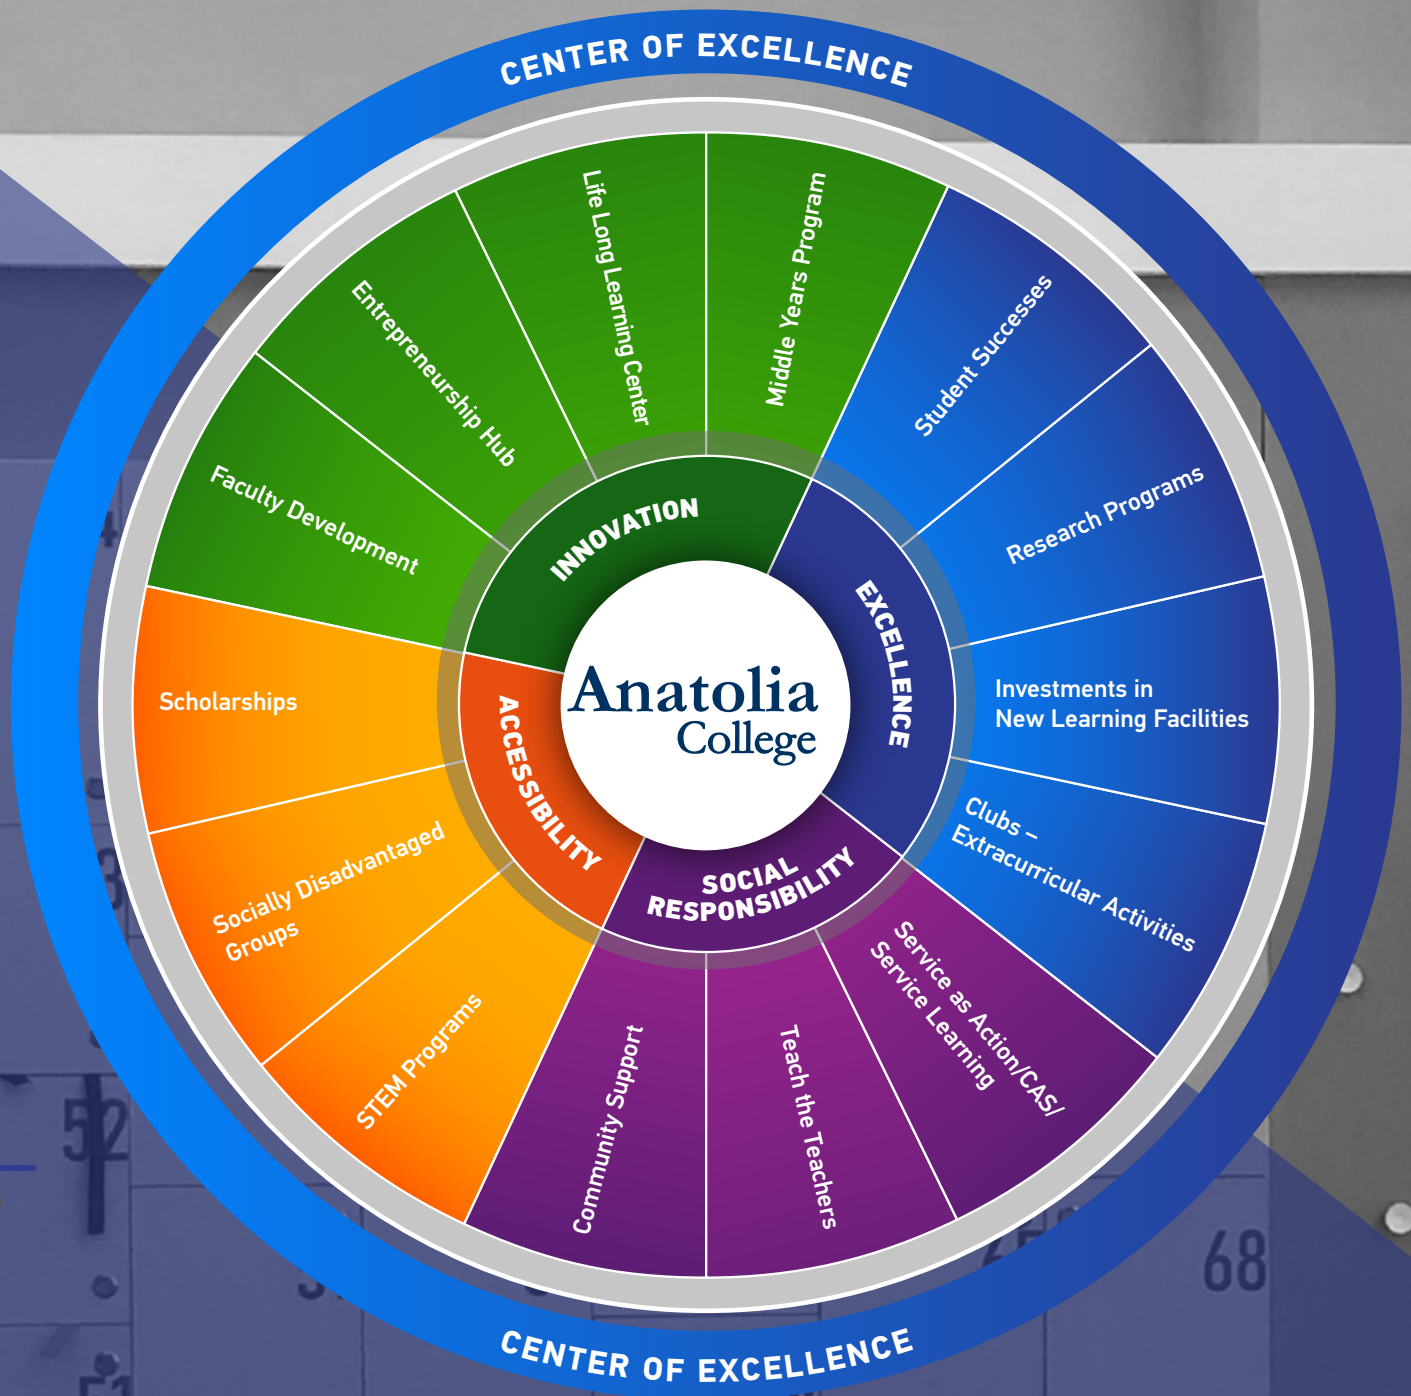 CENTER OF EXCELLENCE
Life Long Learning Center
Middle Years Program
Entrepreneurship Hub
Student Successes
Faculty Development
Research Programs
INNOVATION
EXCELLENCE
Anatolia
College
Scholarships
Investments in
New Learning Facilities
ACCESSIBILITY
Socially Disadvantaged
Groups
Clubs –
Extracurricular Activities
SOCIAL
RESPONSIBILITY
STEM Programs
Service as Action/CAS/
Service Learning
Community Support
Teach the Teachers
52
68
CENTER OF EXCELLENCE